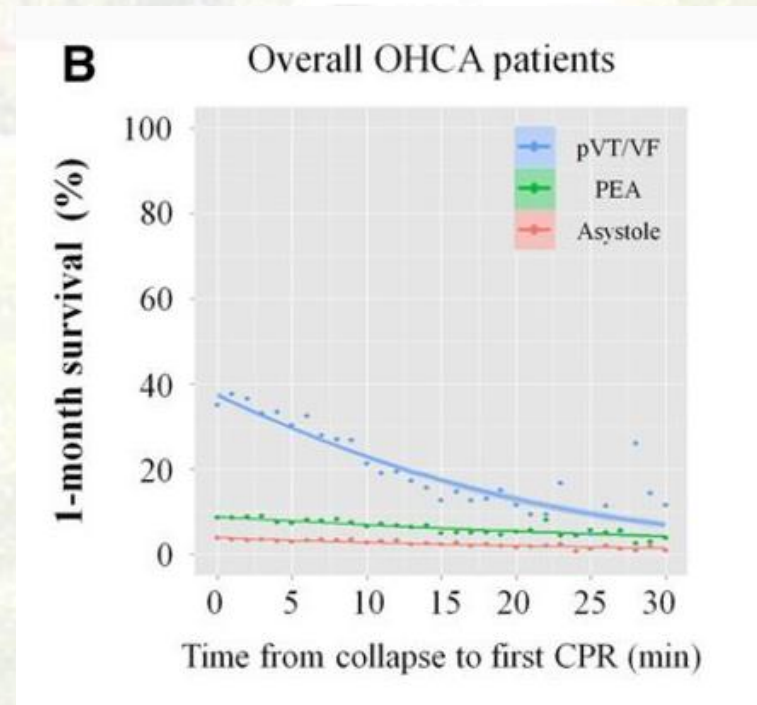 B
Overall OHCA patients
1-month survival (%)
100
80
60
40
20
0
pVT/VF
PEA
Asystole
0 5 10 15 20 25 30
Time from collapse to first CPR (min)